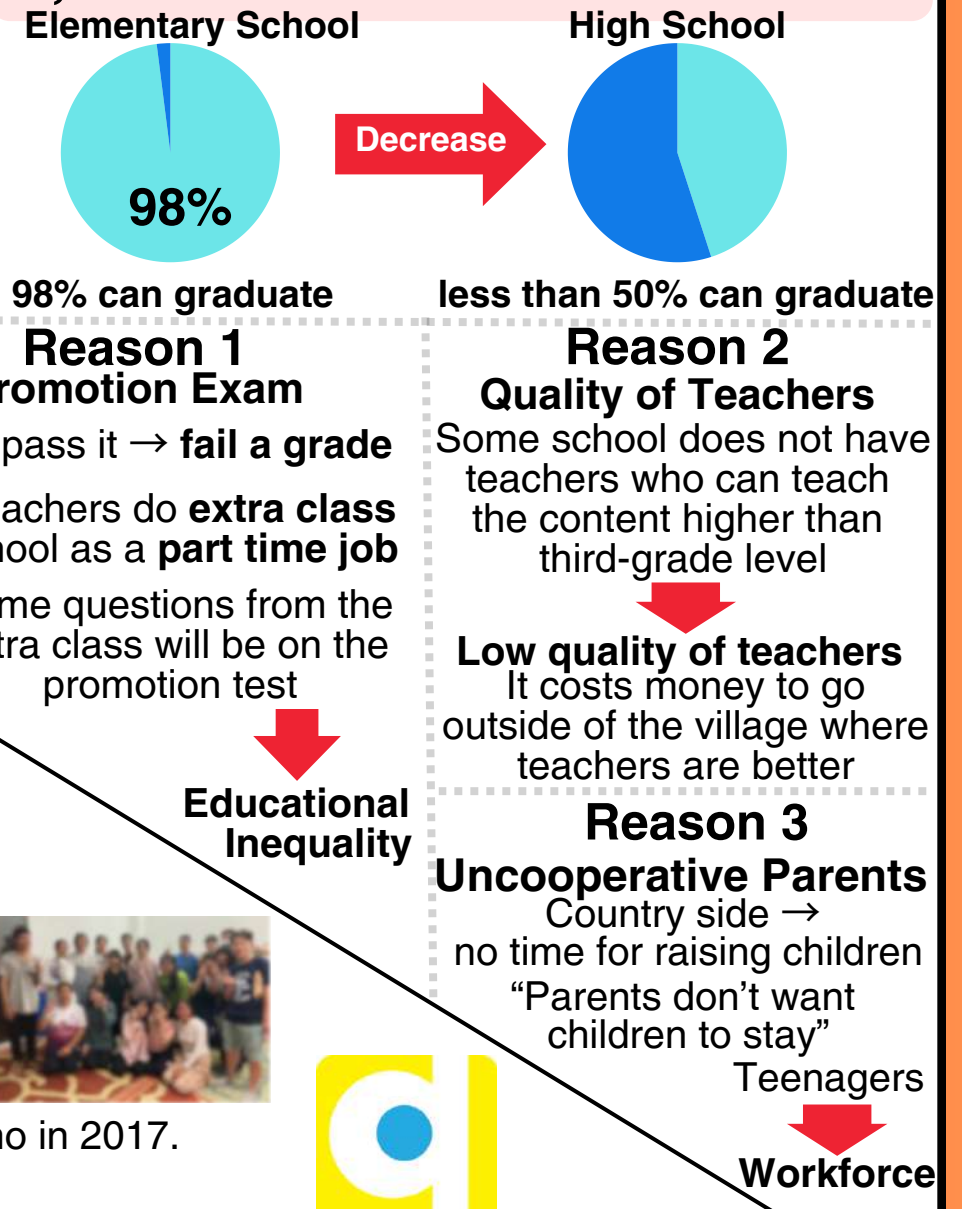 Elementary School
High School
Decrease
98%
98% can graduate
less than 50% can graduate
Reason 1
romotion Exam
pass it → fail a grade
achers do extra class
ool as a part time job
me questions from the
tra class will be on the
promotion test
Educational
Inequality
Reason 2
Quality of Teachers
Some school does not have
teachers who can teach
the content higher than
third-grade level
Low quality of teachers
It costs money to go
outside of the village where
teachers are better
Reason 3
Uncooperative Parents
Country side →
no time for raising children
“Parents don’t want
children to stay”
Teenagers
Workforce
no in 2017.